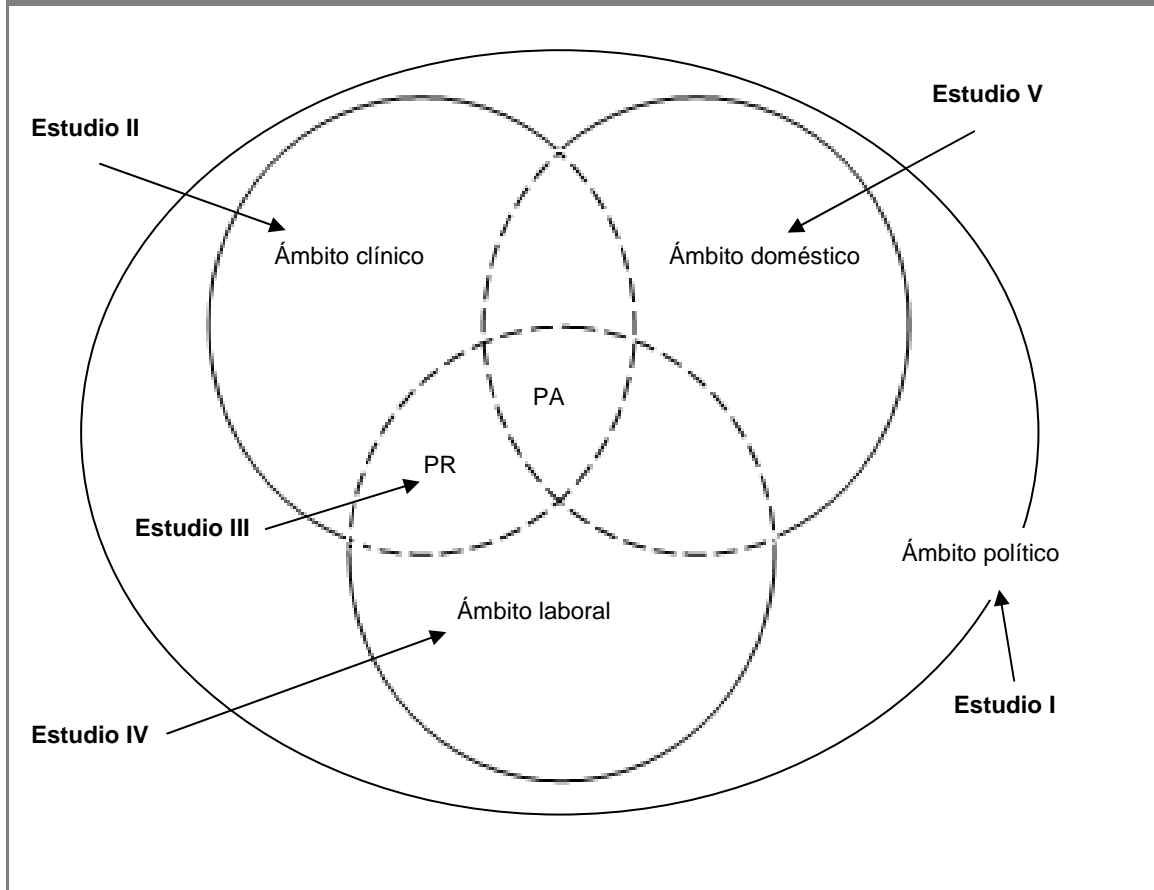 Estudio V
Estudio II
Ámbito clínico
Ámbito doméstico
PA
PR
Estudio III
Ámbito político
Ámbito laboral
Estudio I
Estudio IV